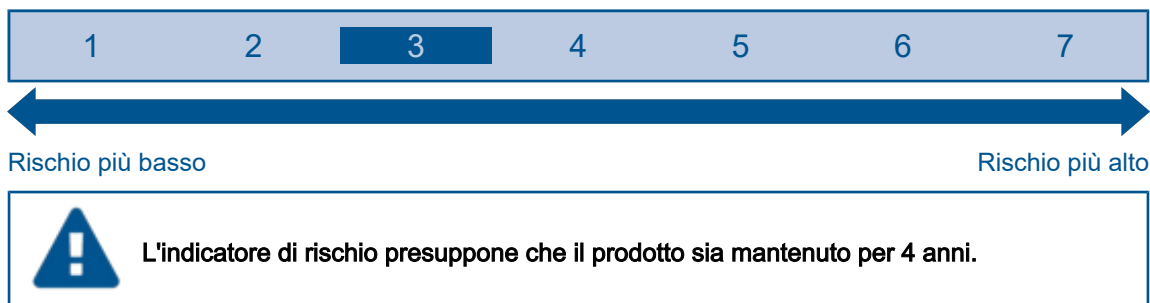 1 2 3 4 5 6 7
Rischio più basso Rischio più alto
L'indicatore di rischio presuppone che il prodotto sia mantenuto per 4 anni.